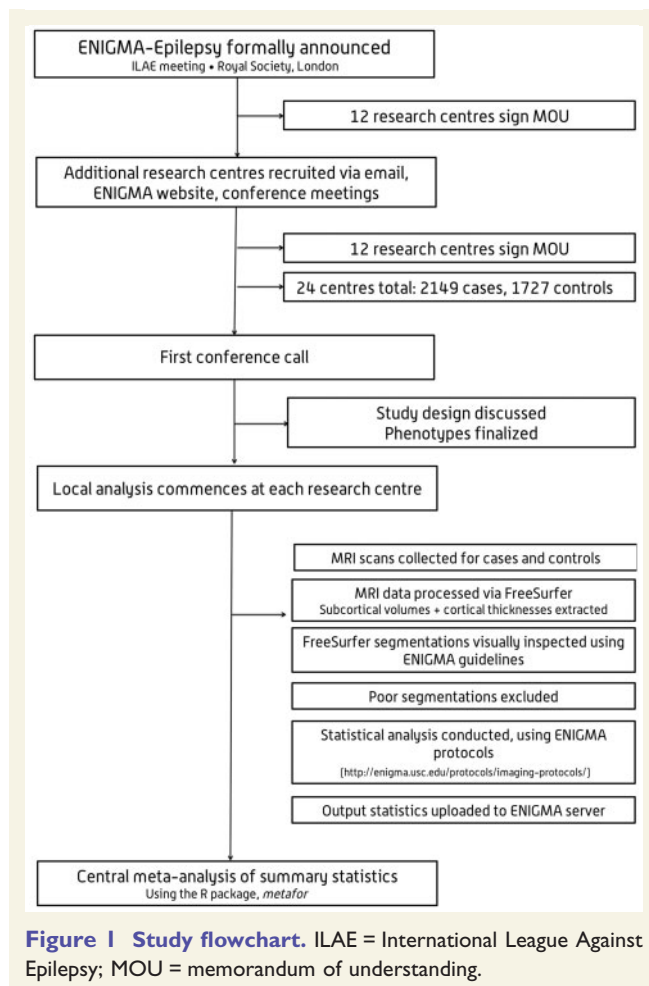 ENIGMA-Epilepsy formally announced
ILAE meeting • Royal Society, London
12 research centres sign MOU
Additional research centres recruited via email,
ENIGMA website, conference meetings
12 research centres sign MOU
24 centres total: 2149 cases, 1727 controls
First conference call
Study design discussed
Phenotypes finalized
Local analysis commences at each research centre
MRI scans collected for cases and controls
MRI data processed via FreeSurfer
Subcortical volumes + cortical thicknesses extracted
FreeSurfer segmentations visually inspected using
ENIGMA guidelines
Poor segmentations excluded
Statistical analysis conducted, using ENIGMA
protocols
[http://enigma.usc.edu/protocols/imaging-protocols/]
Output statistics uploaded to ENIGMA server
Central meta-analysis of summary statistics
Using the R package, metafor
Figure 1 Study flowchart. ILAE = International League Against
Epilepsy; MOU = memorandum of understanding.